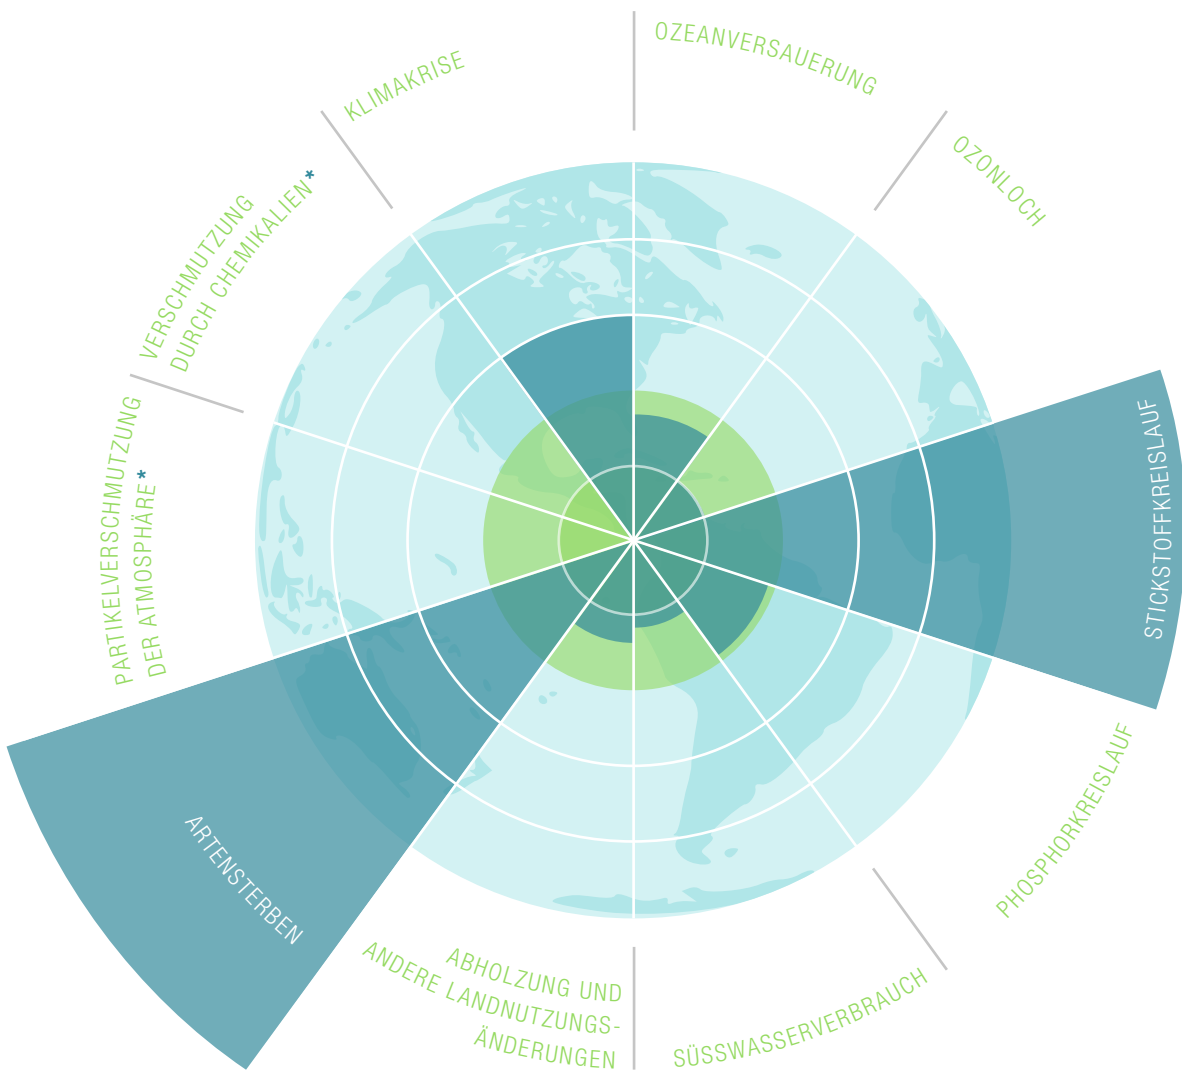 OZEANVERSAUERUNG
OZONLOCH
STICKSTOFFKREISLAUF
PHOSPHORKREISLAUF
SÜSSWASSERVERBRAUCH
ABHOLZUNG UND
ANDERE LANDNUTZUNGS-
ÄNDERUNGEN
ARTENSTERBEN
PARTIKELVERSCHMUTZUNG
DER ATMOSPHÄRE*
VERSCHMUTZUNG
DURCH CHEMIKALIEN*
KLIMAKRISE